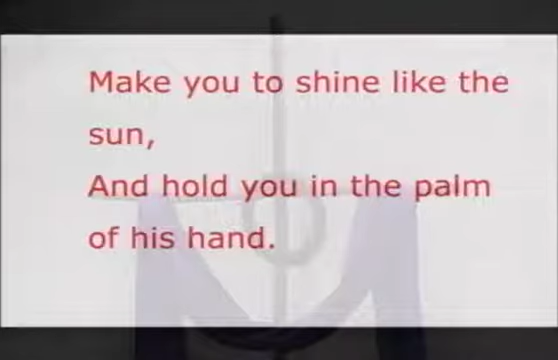 Make you to shine like the
sun,
And hold you in the palm
of his hand.